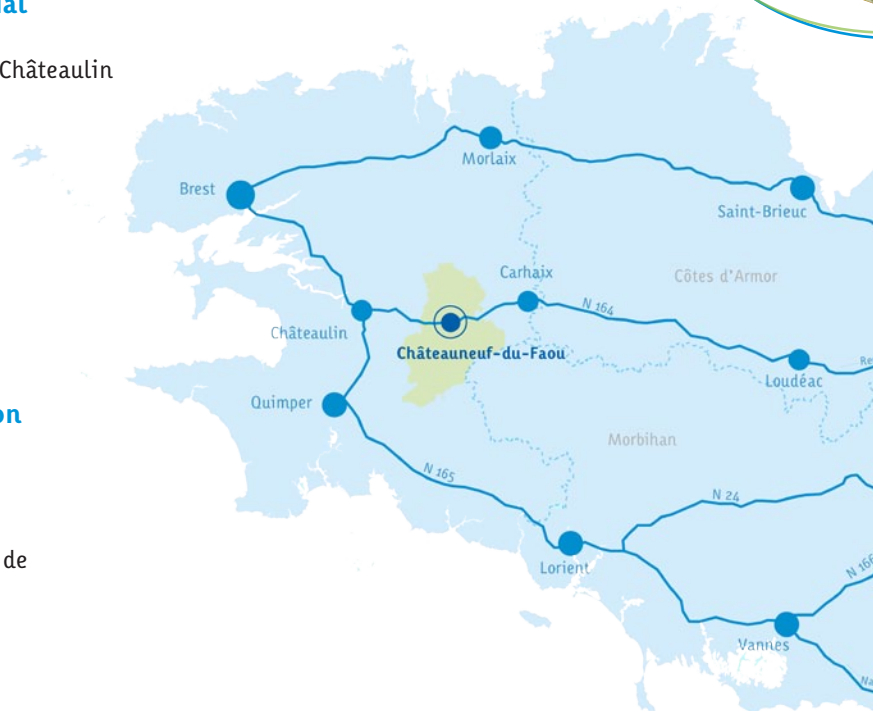 Châteaulin
on
de
Morlaix
Brest
Saint-Brieuc
Carhaix
Côtes d'Armor
N 164
Châteaulin
Châteauneuf-du-Faou
Loudéac
Quimper
Morbihan
N 165
N 24
Lorient
N 166
Vannes